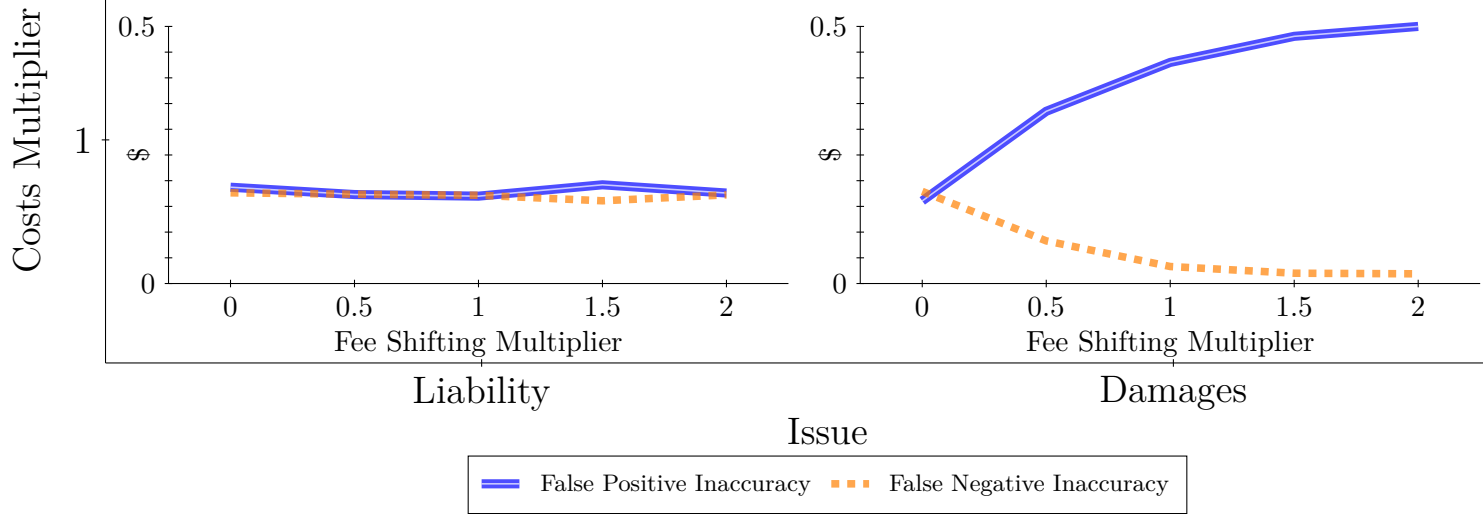 Costs Multiplier
1
0.5
$
0
0 0.5 1 1.5 2
Fee Shifting Multiplier
0.5
$
0
0 0.5 1 1.5 2
Fee Shifting Multiplier
Liability
Damages
Issue
False Positive Inaccuracy
False Negative Inaccuracy